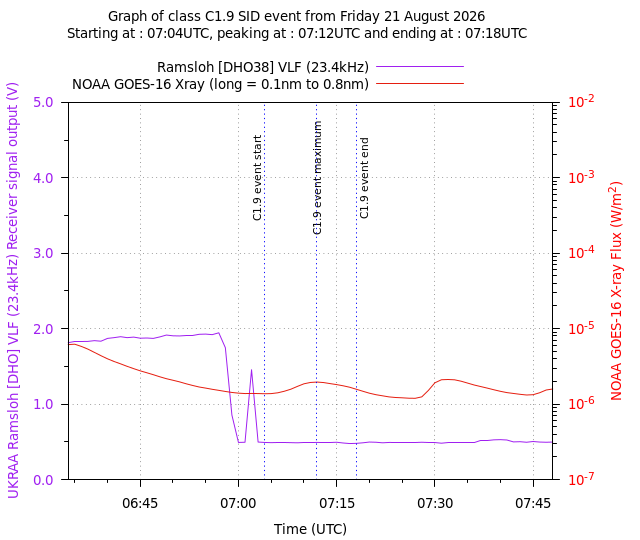 Graph of class C1.9 SID event from Friday 21 August 2026
Starting at : 07:04UTC, peaking at : 07:12UTC and ending at : 07:18UTC
Ramsloh [DHO38] VLF (23.4kHz)
NOAA GOES-16 Xray (long = 0.1nm to 0.8nm)
UKRAA Ramsloh [DHO] VLF (23.4kHz) Receiver signal output (V)
5.0
4.0
3.0
2.0
1.0
0.0
C1.9 event start
C1.9 event maximum
C1.9 event end
10-2
10-3
10-4
10-5
10-6
10-7
NOAA GOES-16 X-ray Flux (W/m2)
06:45
07:00
07:15
07:30
07:45
Time (UTC)